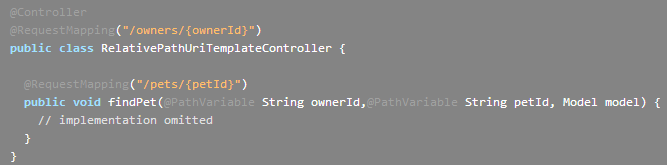 @Controller
@RequestMapping("/owners/{ownerId}")
public class RelativePathUriTemplateController {
@RequestMapping("/pets/{petId}")
public void findPet(@PathVariable String ownerId,@PathVariable String petId, Model model) {
// implementation omitted
}
}